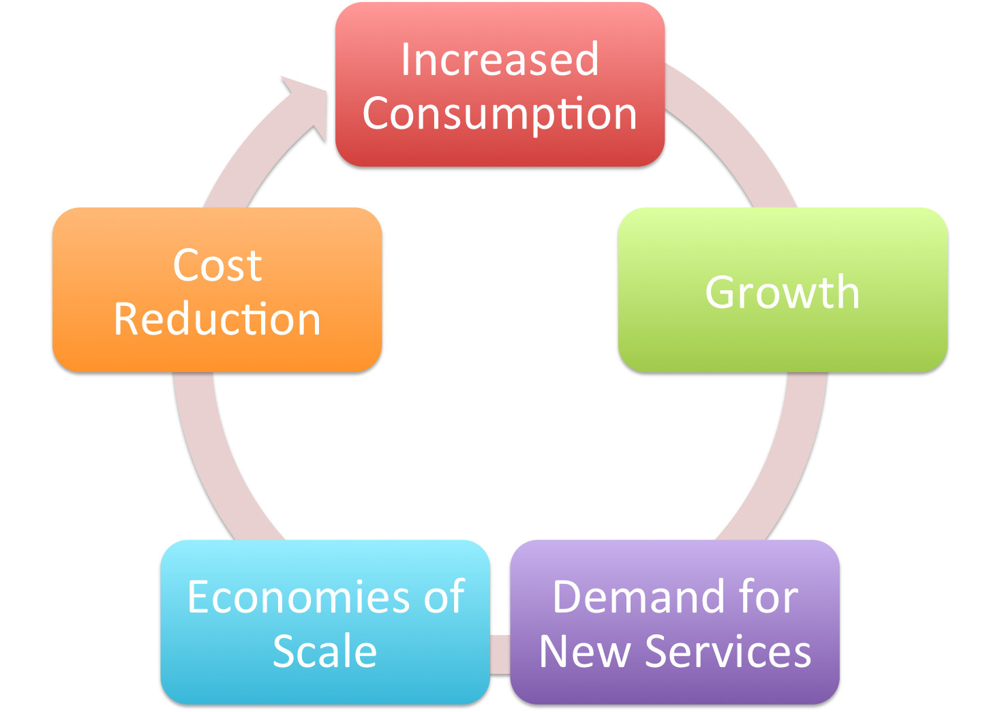 Increased
Consumption
Growth
Demand for
New Services
Economies of
Scale
Cost
Reduction